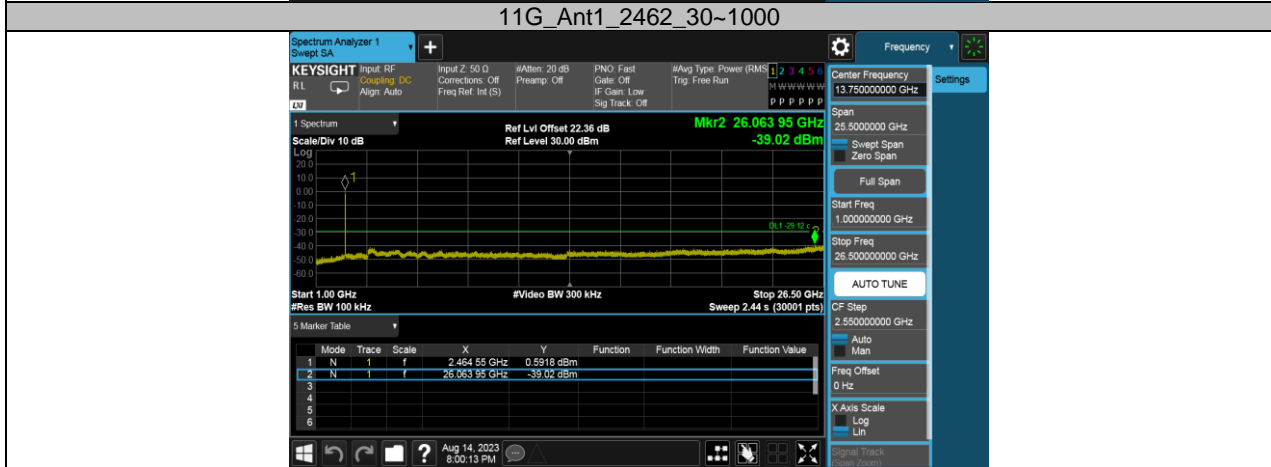 11G_Ant1_2462_30~1000
Spectrum Analyzer 1
Swept SA
Frequency
KEYSIGHT
RL
LXI
Input: RF
Coupling: DC
Align: Auto
Input Z: 50 Ω
Corrections: Off
Freq Ref: Int (S)
#Atten: 20 dB
Preamp: Off
PNO: Fast
Gate: Off
IF Gain: Low
Sig Track: Off
#Avg Type: Power (RMS
Trig: Free Run
1 2 3 4 5 6
M W W W W W
P P P P P P
1 Spectrum
Scale/Div 10 dB
Ref Lvl Offset 22.36 dB
Ref Level 30.00 dBm
Mkr2 26.063 95 GHz
-39.02 dBm
Log
20.0
10.0
0.00
-10.0
-20.0
-30.0
-40.0
-50.0
-60.0
1
DL1 -29.12 c
Start 1.00 GHz
#Res BW 100 kHz
#Video BW 300 kHz
Stop 26.50 GHz
Sweep 2.44 s (30001 pts)
5 Marker Table
Mode Trace Scale X Y Function Function Width Function Value
1 N 1 f 2.464 55 GHz 0.5918 dBm
2 N 1 f 26.063 95 GHz -39.02 dBm
3
4
5
6
Aug 14, 2023
8:00:13 PM
Center Frequency
13.750000000 GHz
Settings
Span
25.5000000 GHz
Swept Span
Zero Span
Full Span
Start Freq
1.000000000 GHz
Stop Freq
26.500000000 GHz
AUTO TUNE
CF Step
2.550000000 GHz
Auto
Man
Freq Offset
0 Hz
X Axis Scale
Log
Lin
Signal Track
(Span Zoom)